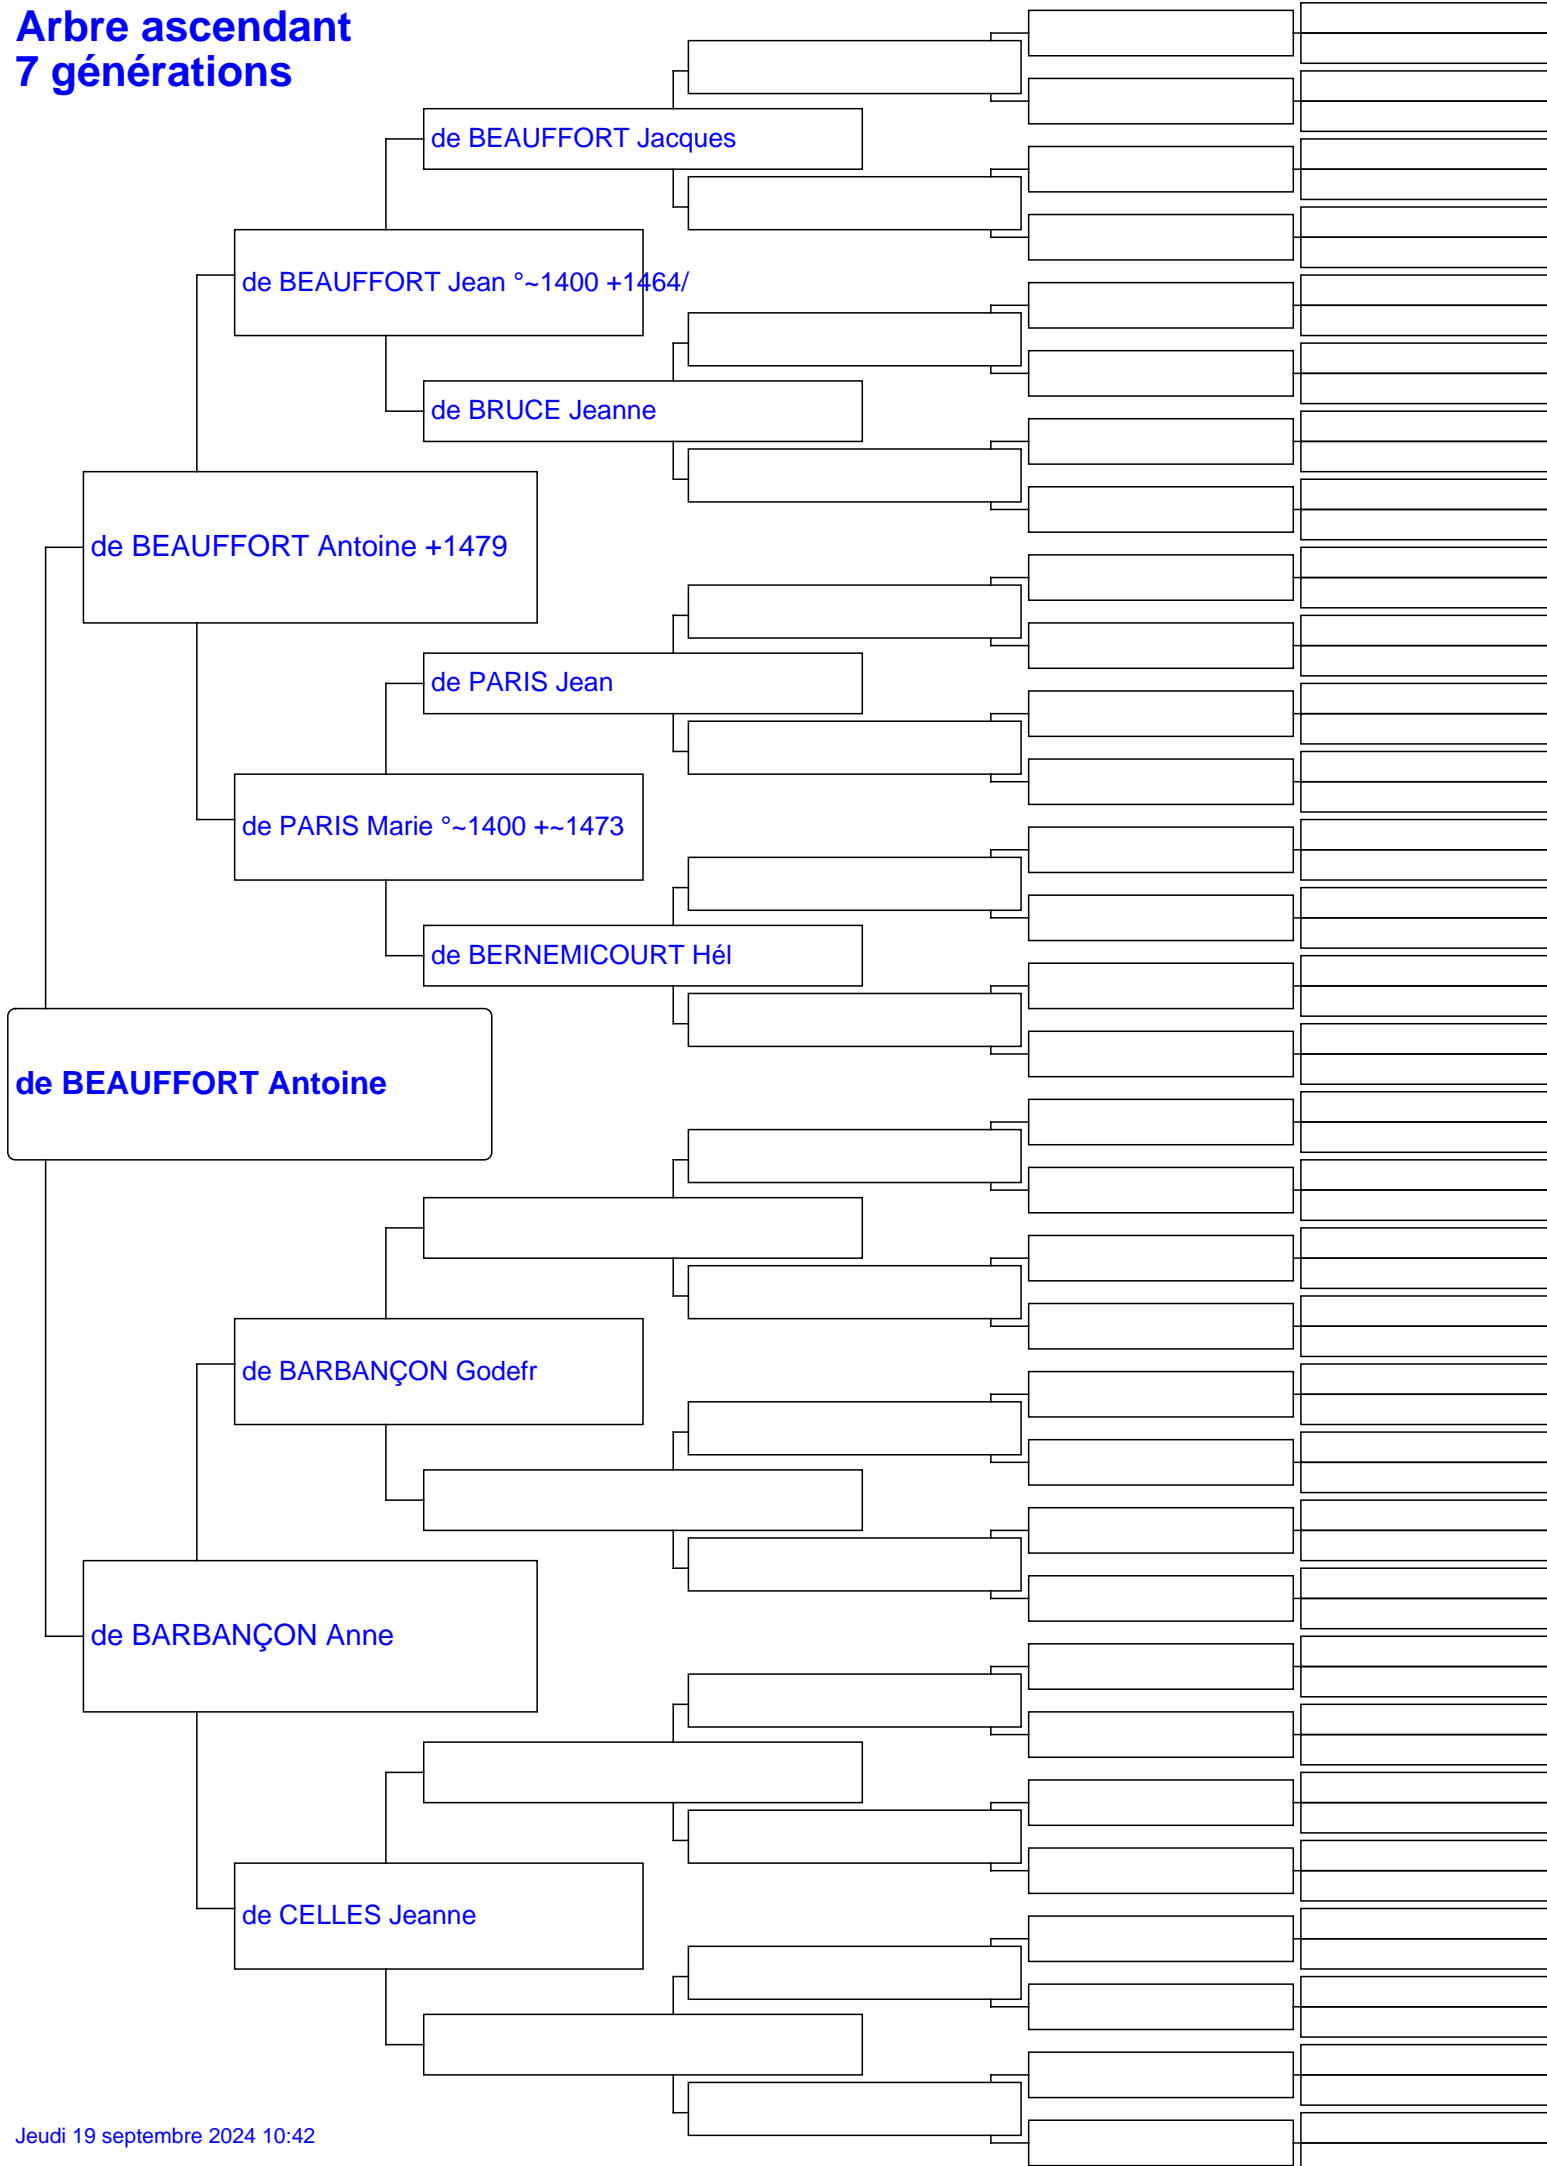 Arbre ascendant
7 générations
de BEAUFFORT Jacques
de BEAUFFORT Jean °~1400 +1464/
de BRUCE Jeanne
de BEAUFFORT Antoine +1479
de PARIS Jean
de PARIS Marie °~1400 +~1473
de BERNEMICOURT Hél
de BEAUFFORT Antoine
de BARBANÇON Godefr
de BARBANÇON Anne
de CELLES Jeanne
Jeudi 19 septembre 2024 10:42